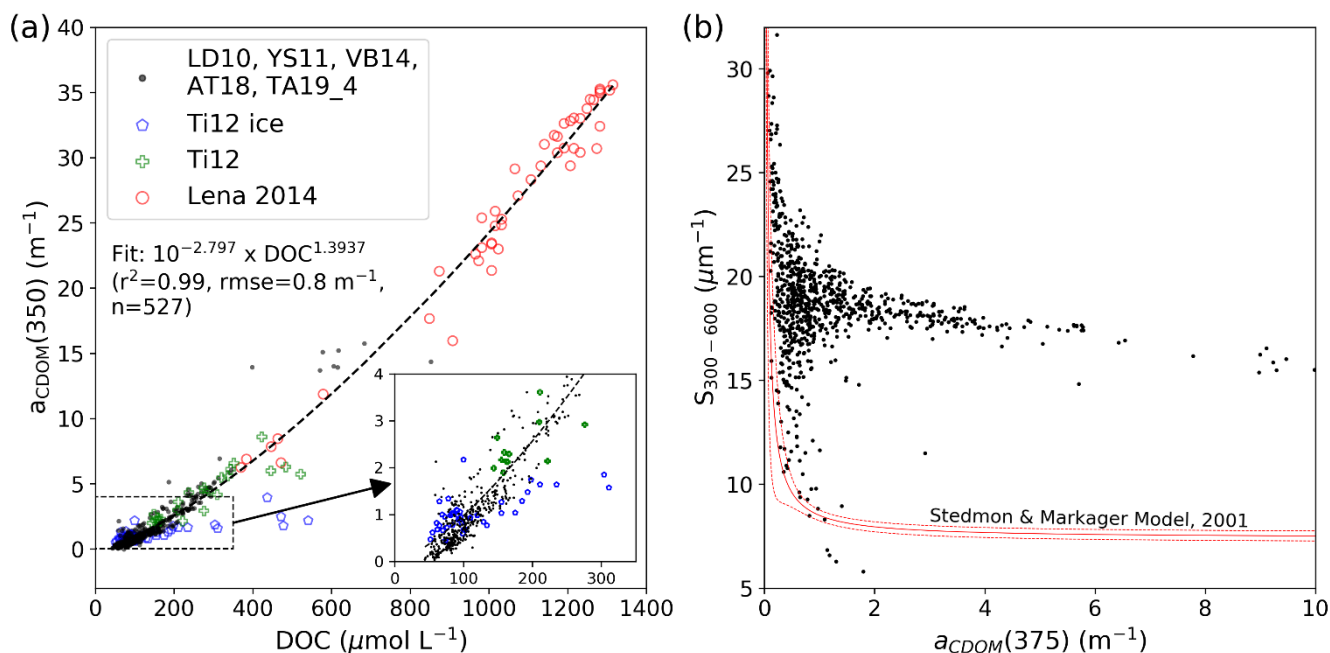 (a)
40
35
30
25
20
15
10
5
0
a_CDOM(350) (m⁻¹)
LD10, YS11, VB14,
AT18, TA19_4
Ti12 ice
Ti12
Lena 2014
Fit: 10⁻²·⁷⁹⁷ x DOC¹·³⁹³⁷
(r²=0.99, rmse=0.8 m⁻¹,
n=527)
4
3
2
1
0
0 100 200 300
0 200 400 600 800 1000 1200 1400
DOC (μmol L⁻¹)
(b)
30
25
20
15
10
5
S₃₀₀₋₆₀₀ (μm⁻¹)
Stedmon & Markager Model, 2001
0 2 4 6 8 10
a_CDOM(375) (m⁻¹)